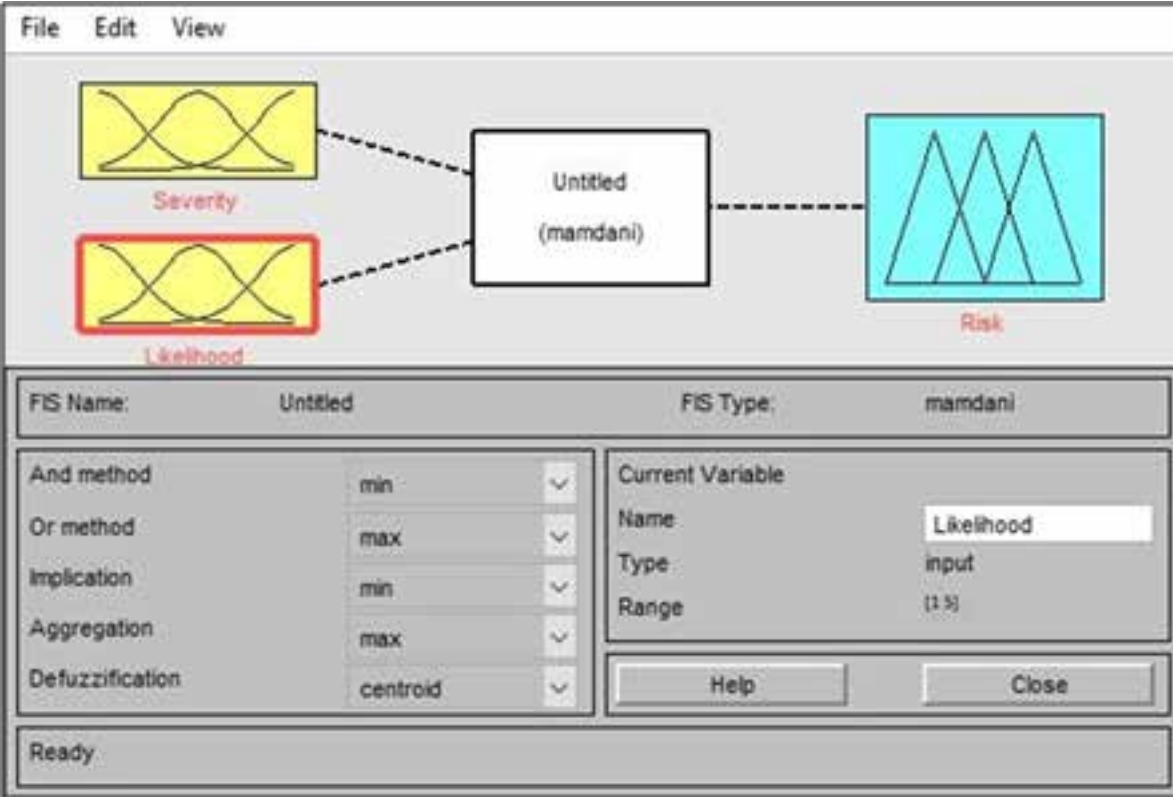 File Edit View
Severity
Likelihood
Untitled
(mamdani)
Risk
FIS Name: Untitled FIS Type: mamdani
And method min
Or method max
Implication min
Aggregation max
Defuzzification centroid
Current Variable
Name Likelihood
Type input
Range [1 5]
Help Close
Ready